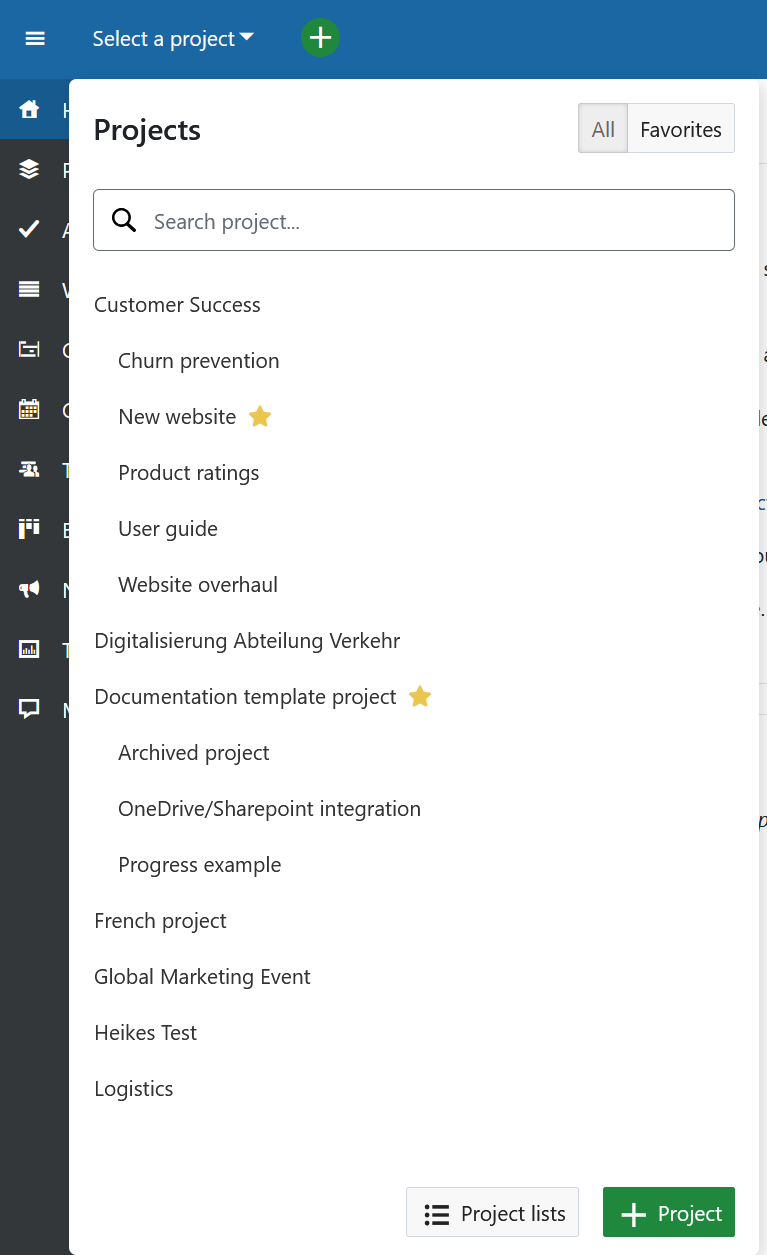 Select a project
Projects
All
Favorites
Search project...
Customer Success
Churn prevention
New website
Product ratings
User guide
Website overhaul
Digitalisierung Abteilung Verkehr
Documentation template project
Archived project
OneDrive/Sharepoint integration
Progress example
French project
Global Marketing Event
Heikes Test
Logistics
Project lists
Project